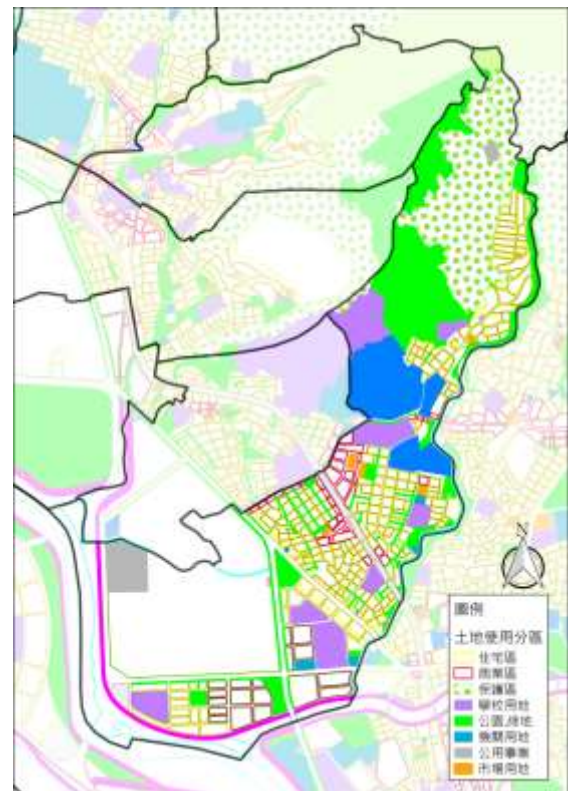 N
圖例
土地使用分區
住宅區
商業區
保護區
學校用地
公園,綠地
機關用地
公用事業
市場用地